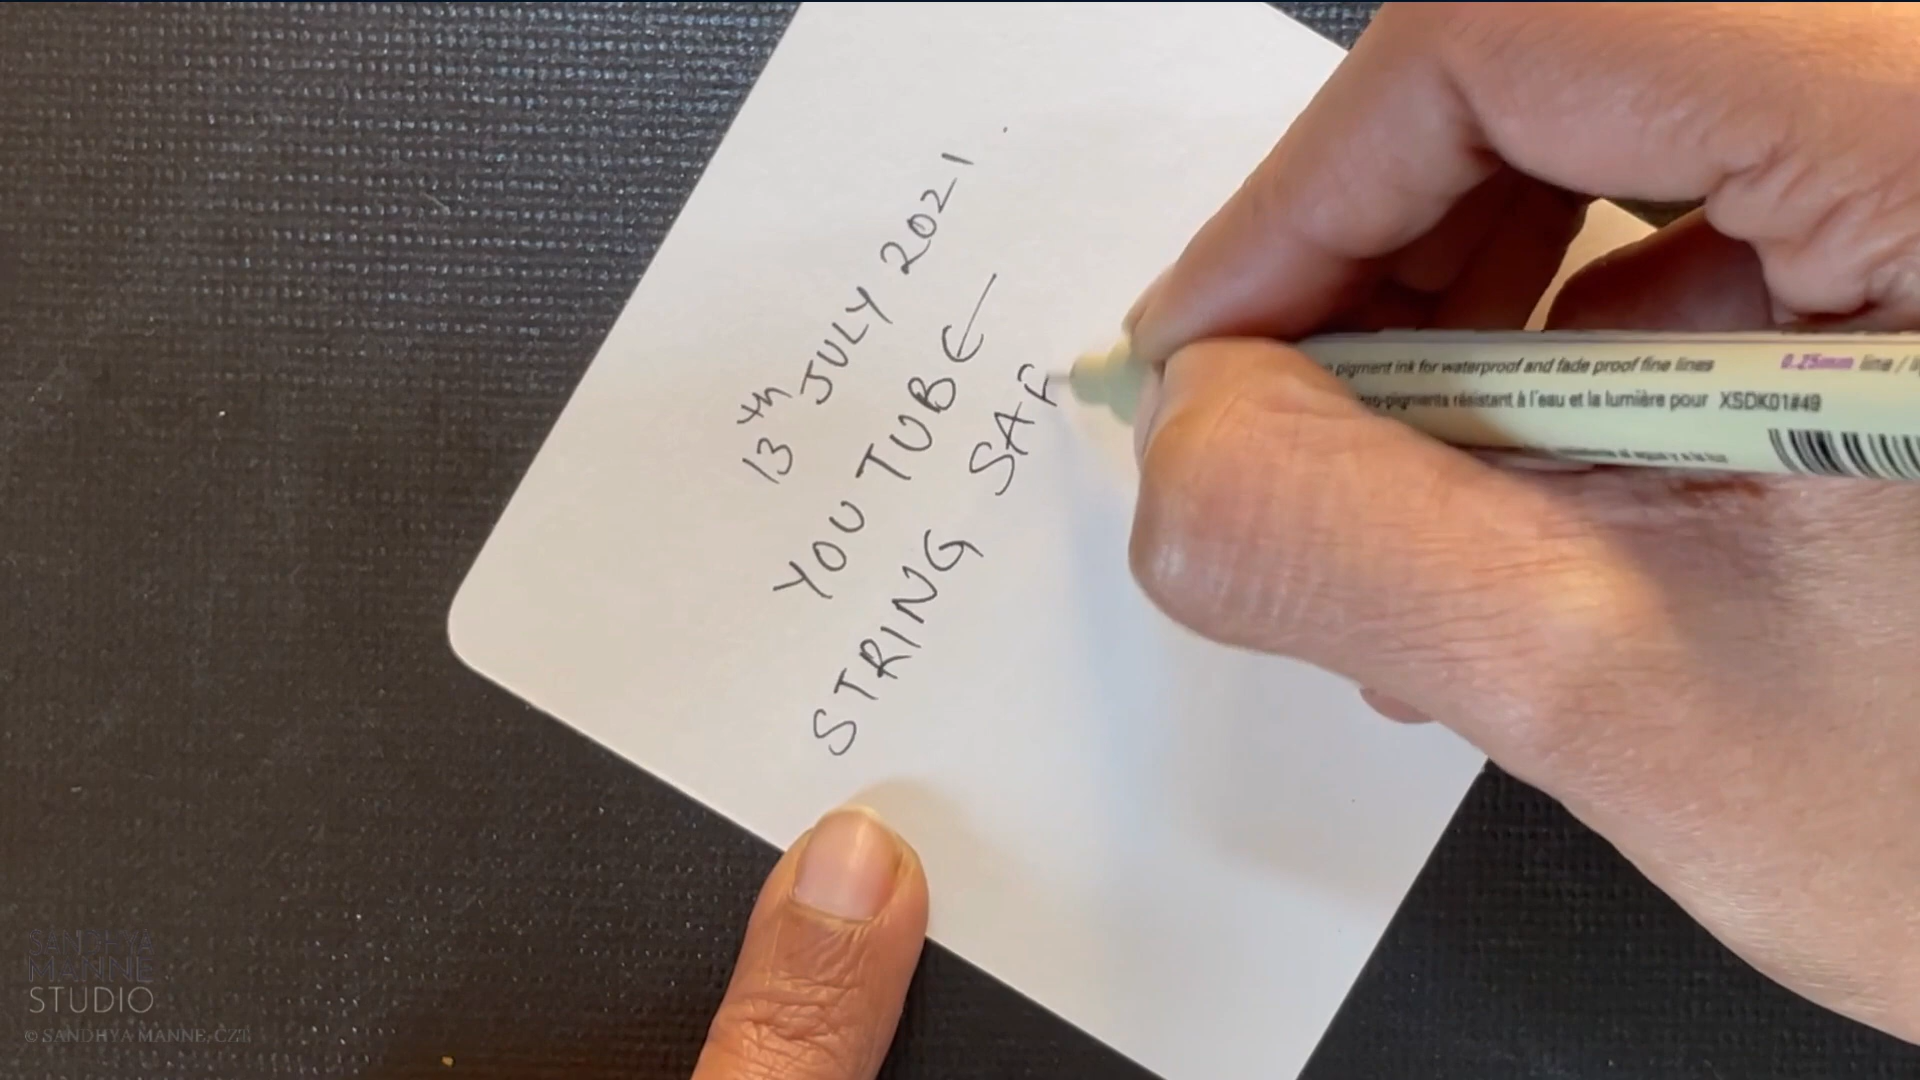 13th JULY 2021
YOUTUBE
STRING SAF
pigment ink for waterproof and fade proof fine lines 0.25mm line /
pigments résistant à l'eau et la lumière pour XSDK01#49
SANDHYA
MANNE
STUDIO
© SANDHYA MANNE, CZT